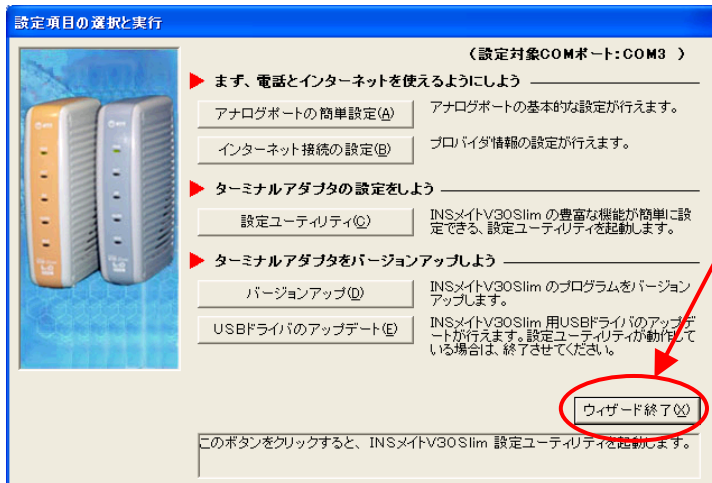 設定項目の選択と実行
(設定対象COMポート:COM3 )
まず、電話とインターネットを使えるようにしよう
アナログポートの簡単設定(A)
アナログポートの基本的な設定が行えます。
インターネット接続の設定(B)
プロバイダ情報の設定が行えます。
ターミナルアダプタの設定をしよう
設定ユーティリティ(C)
INSメイトV30Slim の豊富な機能が簡単に設
定できる、設定ユーティリティを起動します。
ターミナルアダプタをバージョンアップしよう
バージョンアップ(D)
INSメイトV30Slim のプログラムをバージョン
アップします。
USBドライバのアップデート(E)
INSメイトV30Slim 用USBドライバのアップデ
ートが行えます。設定ユーティリティが動作して
いる場合は、終了させてください。
ウィザード終了(X)
このボタンをクリックすると、INSメイトV30Slim 設定ユーティリティを起動します。